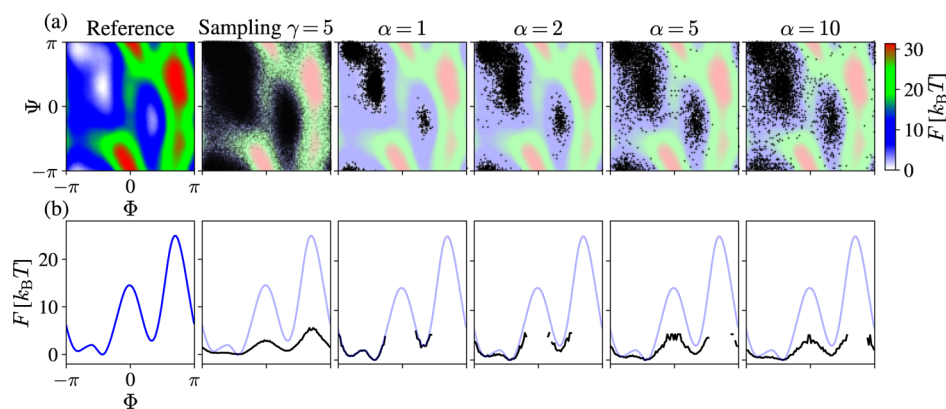 (a)
Reference
Sampling γ = 5
α = 1
α = 2
α = 5
α = 10
π
0
−π
Ψ
−π
0
π
Φ
30
20
10
0
F [k_BT]
(b)
20
10
0
F [k_BT]
−π
0
π
Φ